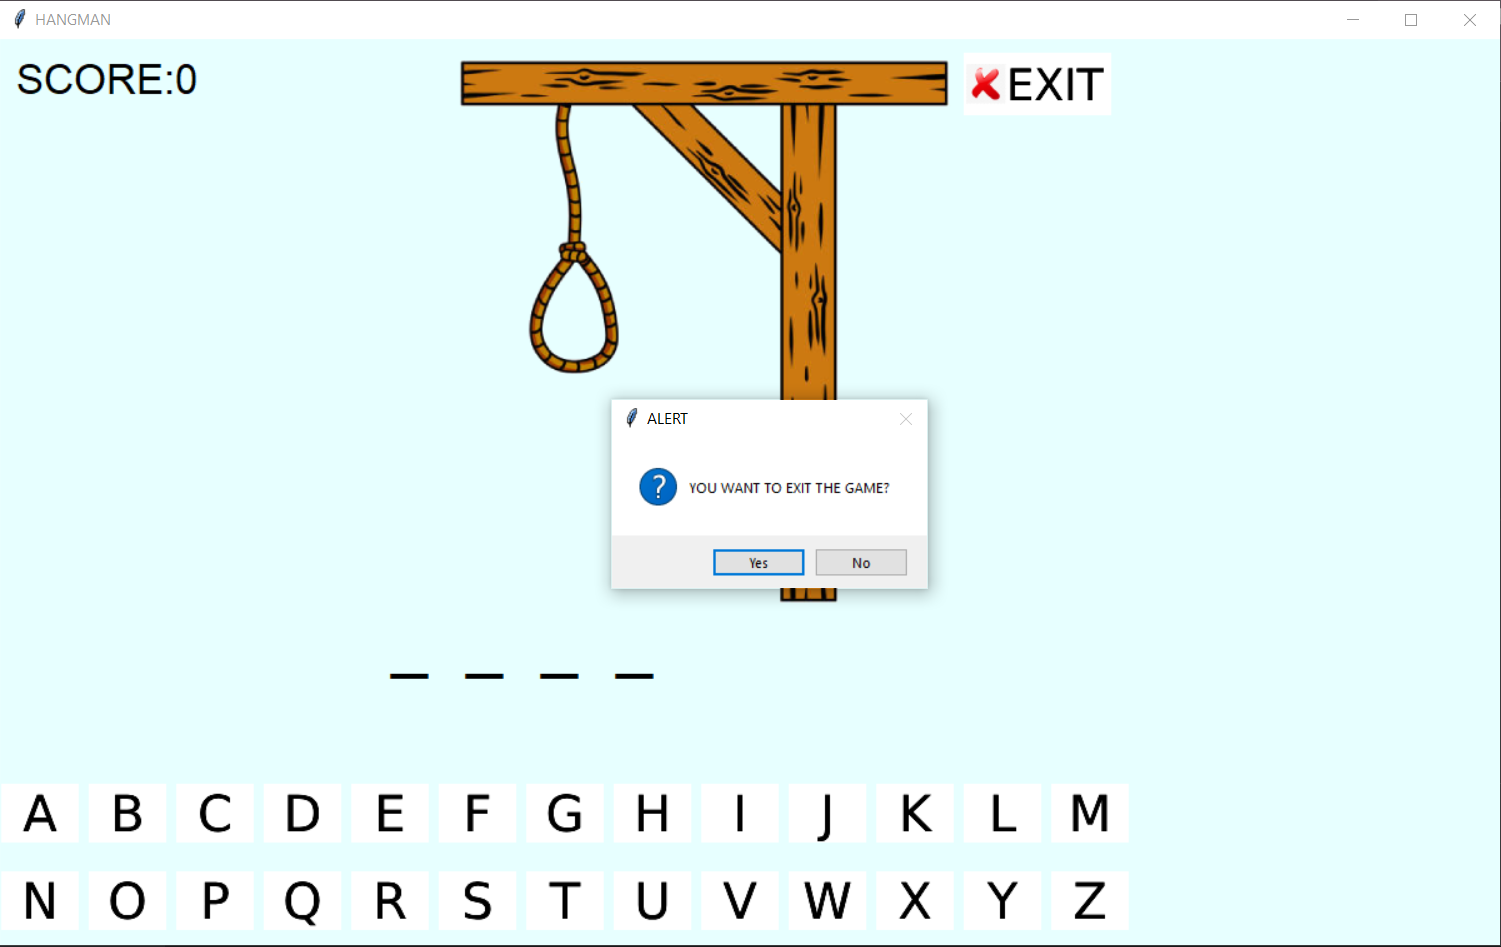 HANGMAN
SCORE:0
EXIT
ALERT
YOU WANT TO EXIT THE GAME?
Yes No
_ _ _ _
A B C D E F G H I J K L M
N O P Q R S T U V W X Y Z